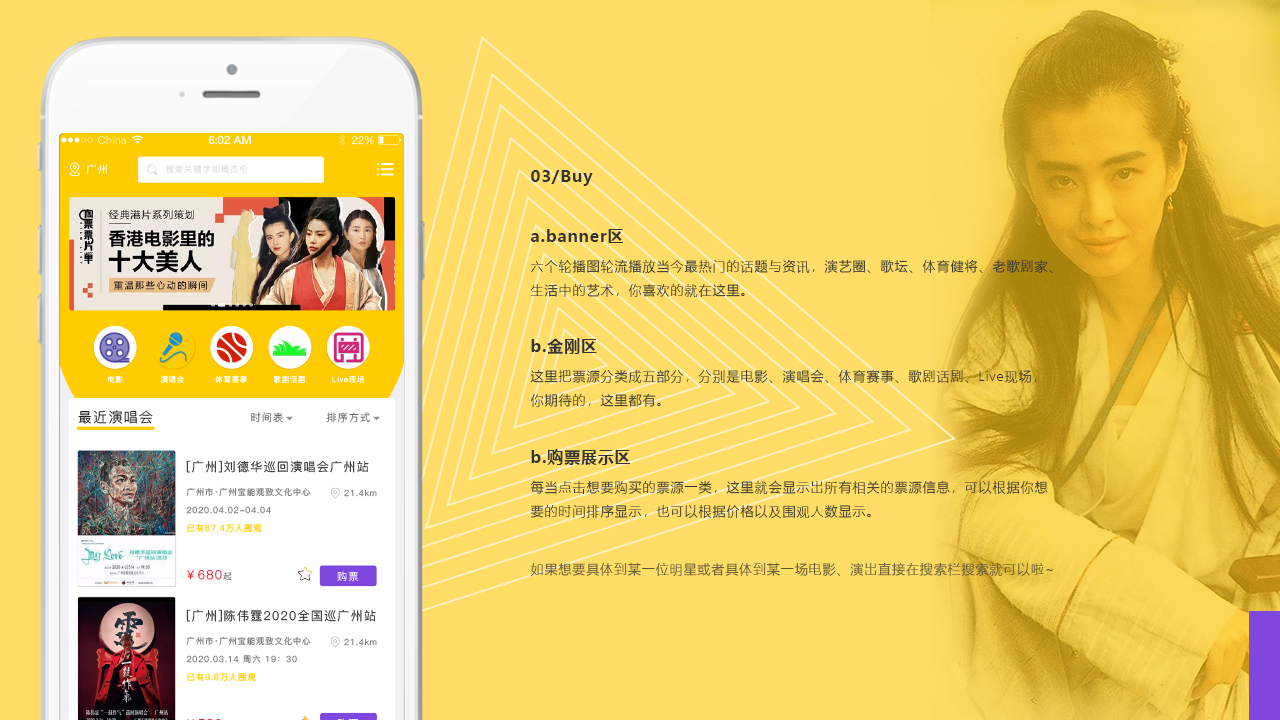 China
6:02 AM
22%
广州
搜索关键字如周杰伦
经典港片系列策划
香港电影里的
十大美人
重温那些心动的瞬间
电影
演唱会
体育赛事
歌剧话剧
Live现场
最近演唱会
时间表
排序方式
[广州]刘德华巡回演唱会广州站
广州市·广州宝能观致文化中心
21.4km
2020.04.02-04.04
已有87.4万人围观
¥ 680起
购票
My Love
刘德华巡回演唱会
[广州]陈伟霆2020全国巡广州站
广州市·广州宝能观致文化中心
21.4km
2020.03.14 周六 19：30
已有9.8万人围观
03/Buy
a.banner区
六个轮播图轮流播放当今最热门的话题与资讯，演艺圈、歌坛、体育健将、老歌剧家、
生活中的艺术，你喜欢的就在这里。
b.金刚区
这里把票源分类成五部分，分别是电影、演唱会、体育赛事、歌剧话剧、Live现场，
你期待的，这里都有。
b.购票展示区
每当点击想要购买的票源一类，这里就会显示出所有相关的票源信息，可以根据你想
要的时间排序显示，也可以根据价格以及围观人数显示。
如果想要具体到某一位明星或者具体到某一场电影、演出直接在搜索栏搜索就可以啦~